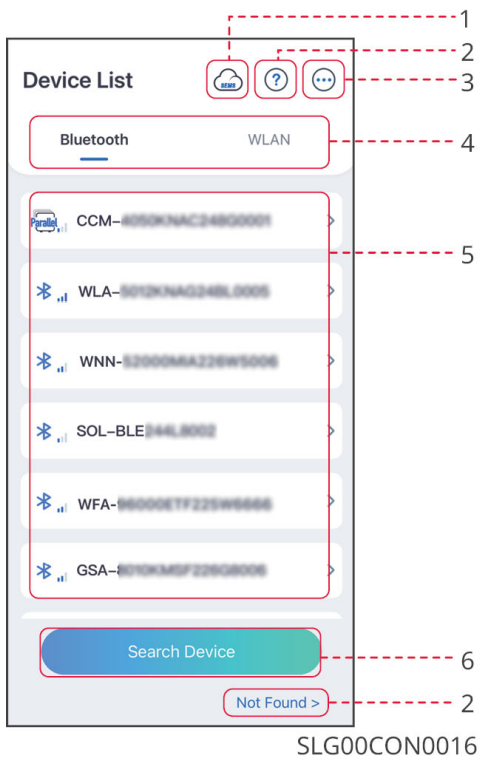 1
2
Device List
DEMO
?
3
Bluetooth
WLAN
4
Parallel
CCM-
5
WLA-
WNN-
SOL-BLE
WFA-
GSA-
Search Device
6
Not Found >
2
SLG00CON0016